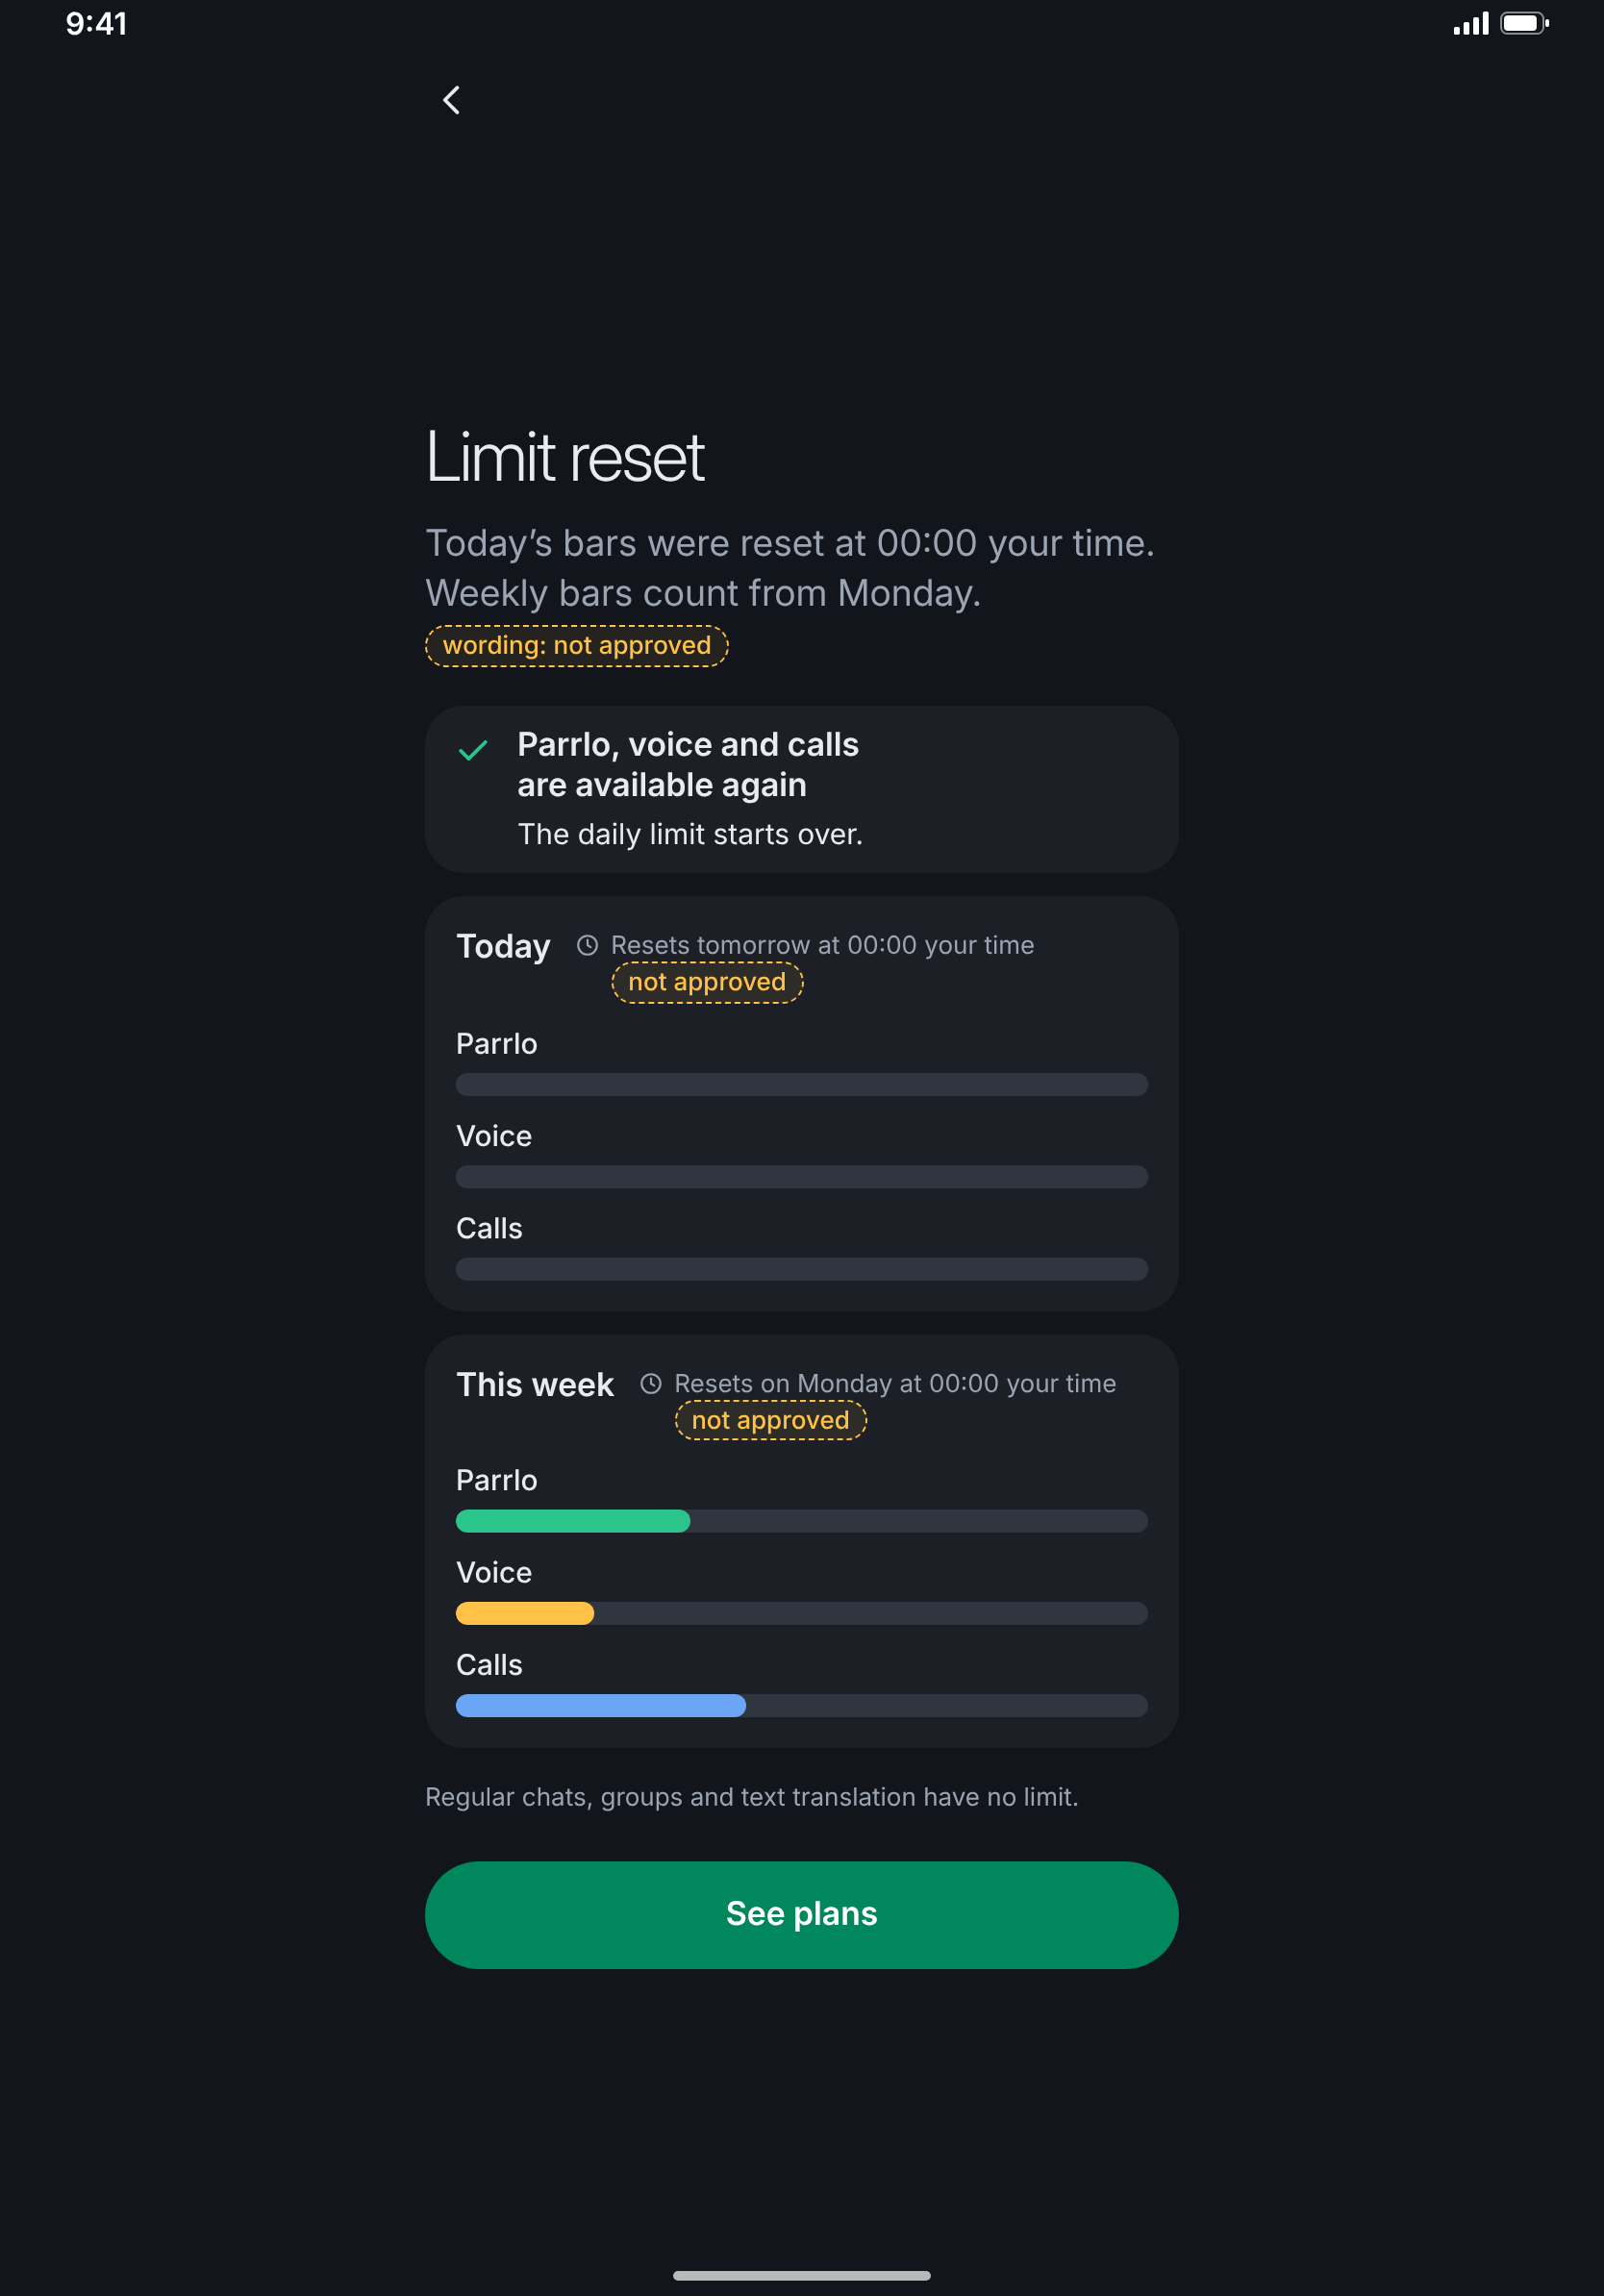 9:41
Limit reset
Today’s bars were reset at 00:00 your time.
Weekly bars count from Monday.
wording: not approved
Parrlo, voice and calls
are available again
The daily limit starts over.
Today Resets tomorrow at 00:00 your time
not approved
Parrlo
Voice
Calls
This week Resets on Monday at 00:00 your time
not approved
Parrlo
Voice
Calls
Regular chats, groups and text translation have no limit.
See plans